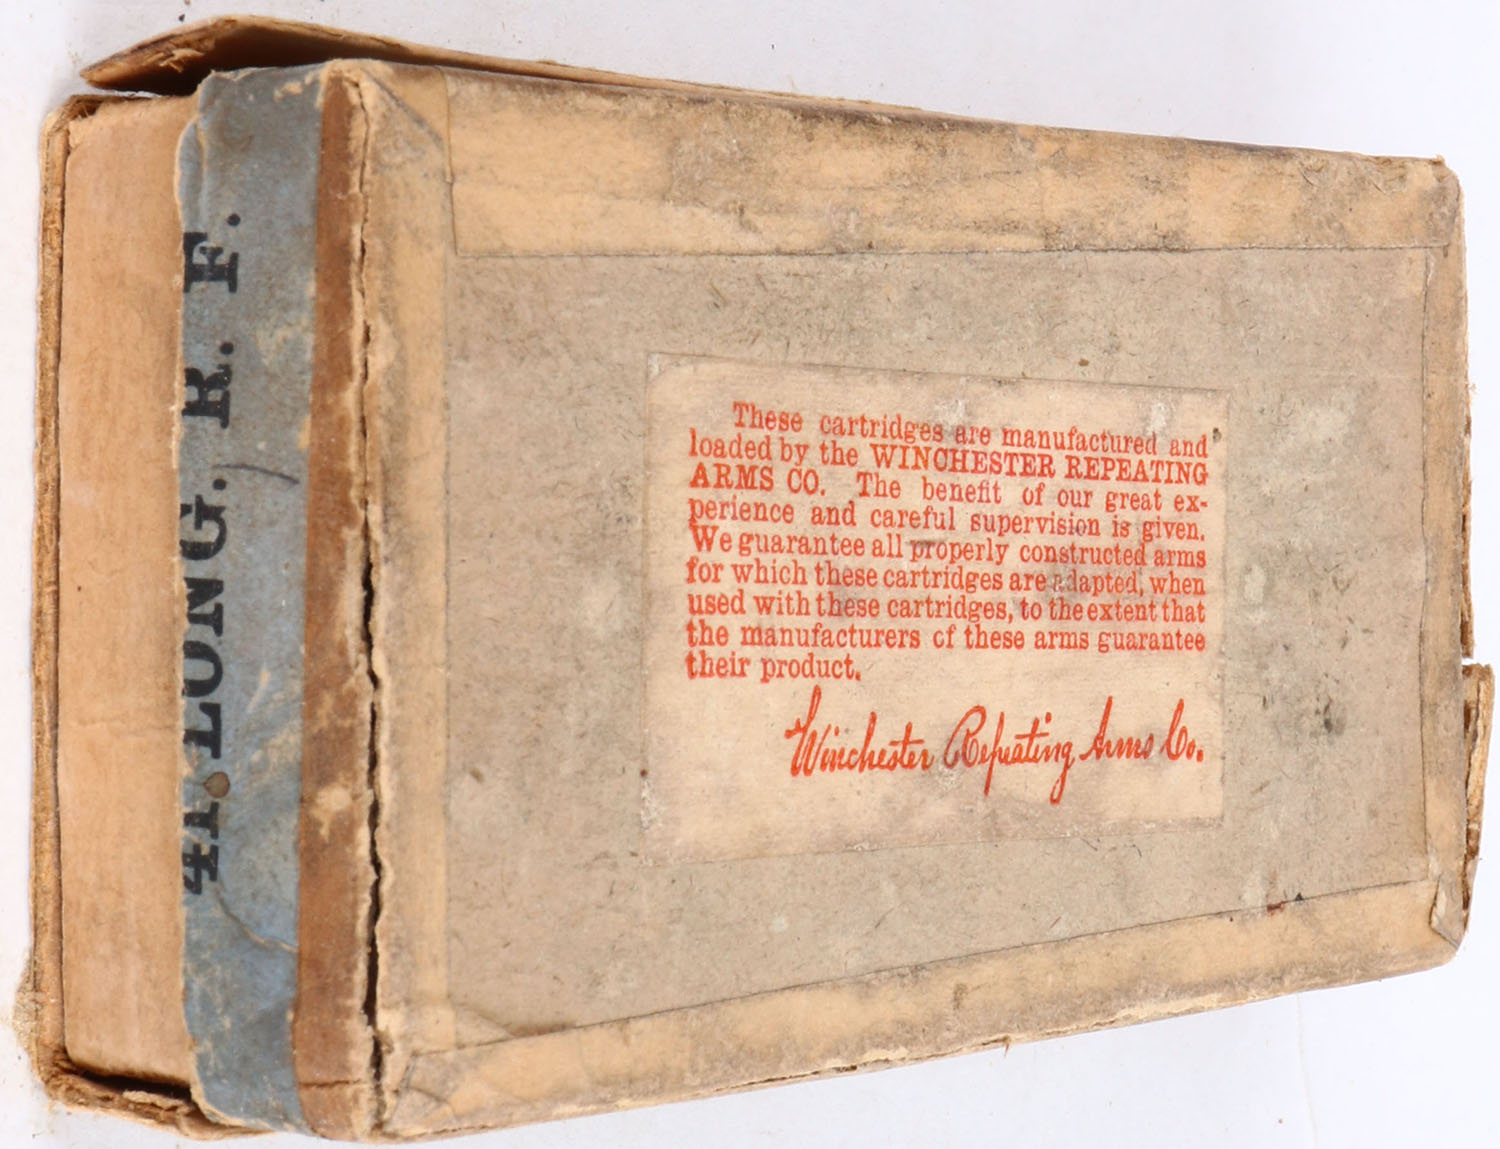 41 LONG. R. F.
These cartridges are manufactured and
loaded by the WINCHESTER REPEATING
ARMS CO. The benefit of our great ex-
perience and careful supervision is given.
We guarantee all properly constructed arms
for which these cartridges are adapted, when
used with these cartridges, to the extent that
the manufacturers of these arms guarantee
their product.
Winchester Repeating Arms Co.